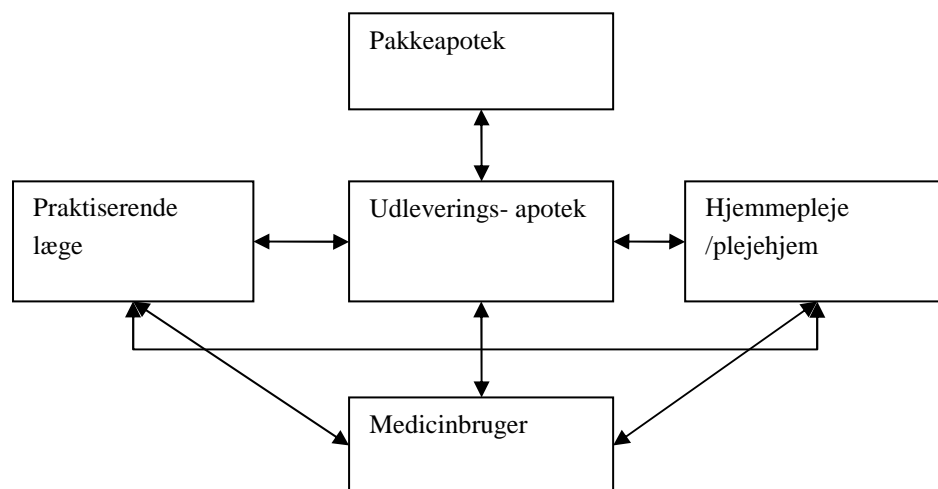 Pakkeapotek
Praktiserende
læge
Udleverings- apotek
Hjemmepleje
/plejehjem
Medicinbruger